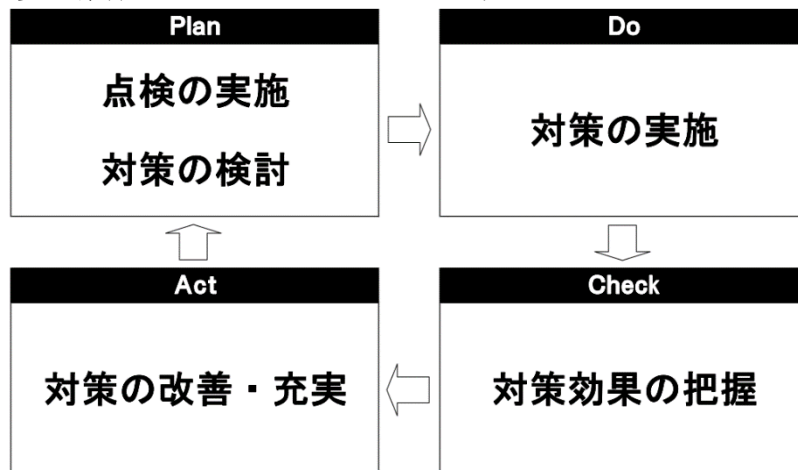 Plan
点検の実施
対策の検討
Do
対策の実施
Check
対策効果の把握
Act
対策の改善・充実